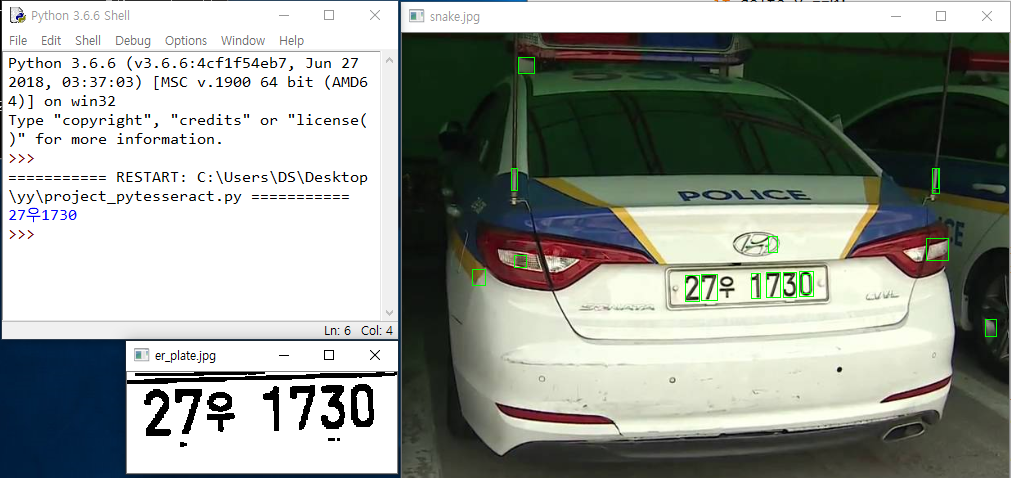 Python 3.6.6 Shell
File Edit Shell Debug Options Window Help
Python 3.6.6 (v3.6.6:4cf1f54eb7, Jun 27
2018, 03:37:03) [MSC v.1900 64 bit (AMD6
4)] on win32
Type "copyright", "credits" or "license(
)" for more information.
>>>
=========== RESTART: C:\Users\DS\Desktop
\yy\project_pytesseract.py ===========
27우1730
>>>
Ln: 6 Col: 4
er_plate.jpg
27우 1730
snake.jpg
POLICE
27우 1730
SONATA